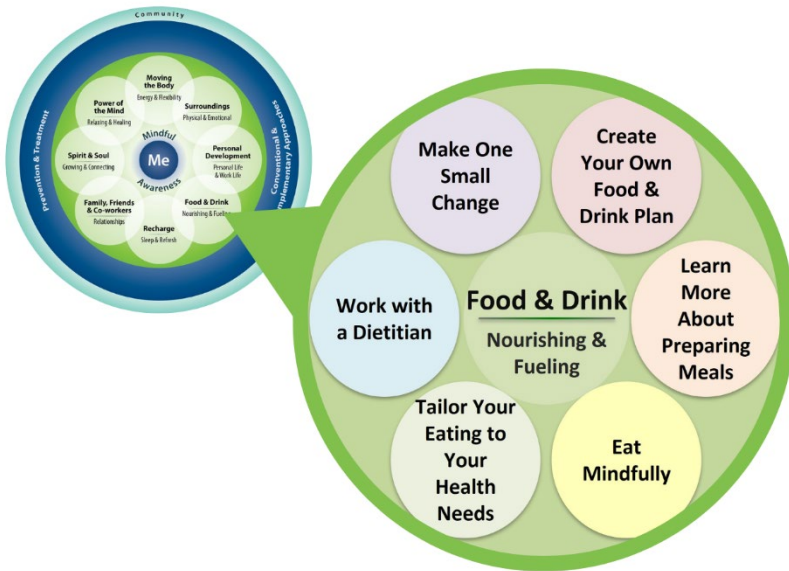 Community
Prevention & Treatment
Conventional &
mplementary Approaches
Moving
the Body
Energy & Flexibility
Surroundings
Physical & Emotional
Personal
Development
Personal Life
& Work Life
Food & Drink
Nourishing & Fueling
Recharge
Sleep & Refresh
Family, Friends
& Co-workers
Relationships
Spirit & Soul
Growing & Connecting
Power of
the Mind
Relaxing & Healing
Mindful
Me
Awareness
Food & Drink
Nourishing &
Fueling
Make One
Small
Change
Create
Your Own
Food &
Drink Plan
Learn
More
About
Preparing
Meals
Eat
Mindfully
Tailor Your
Eating to
Your
Health
Needs
Work with
a Dietitian